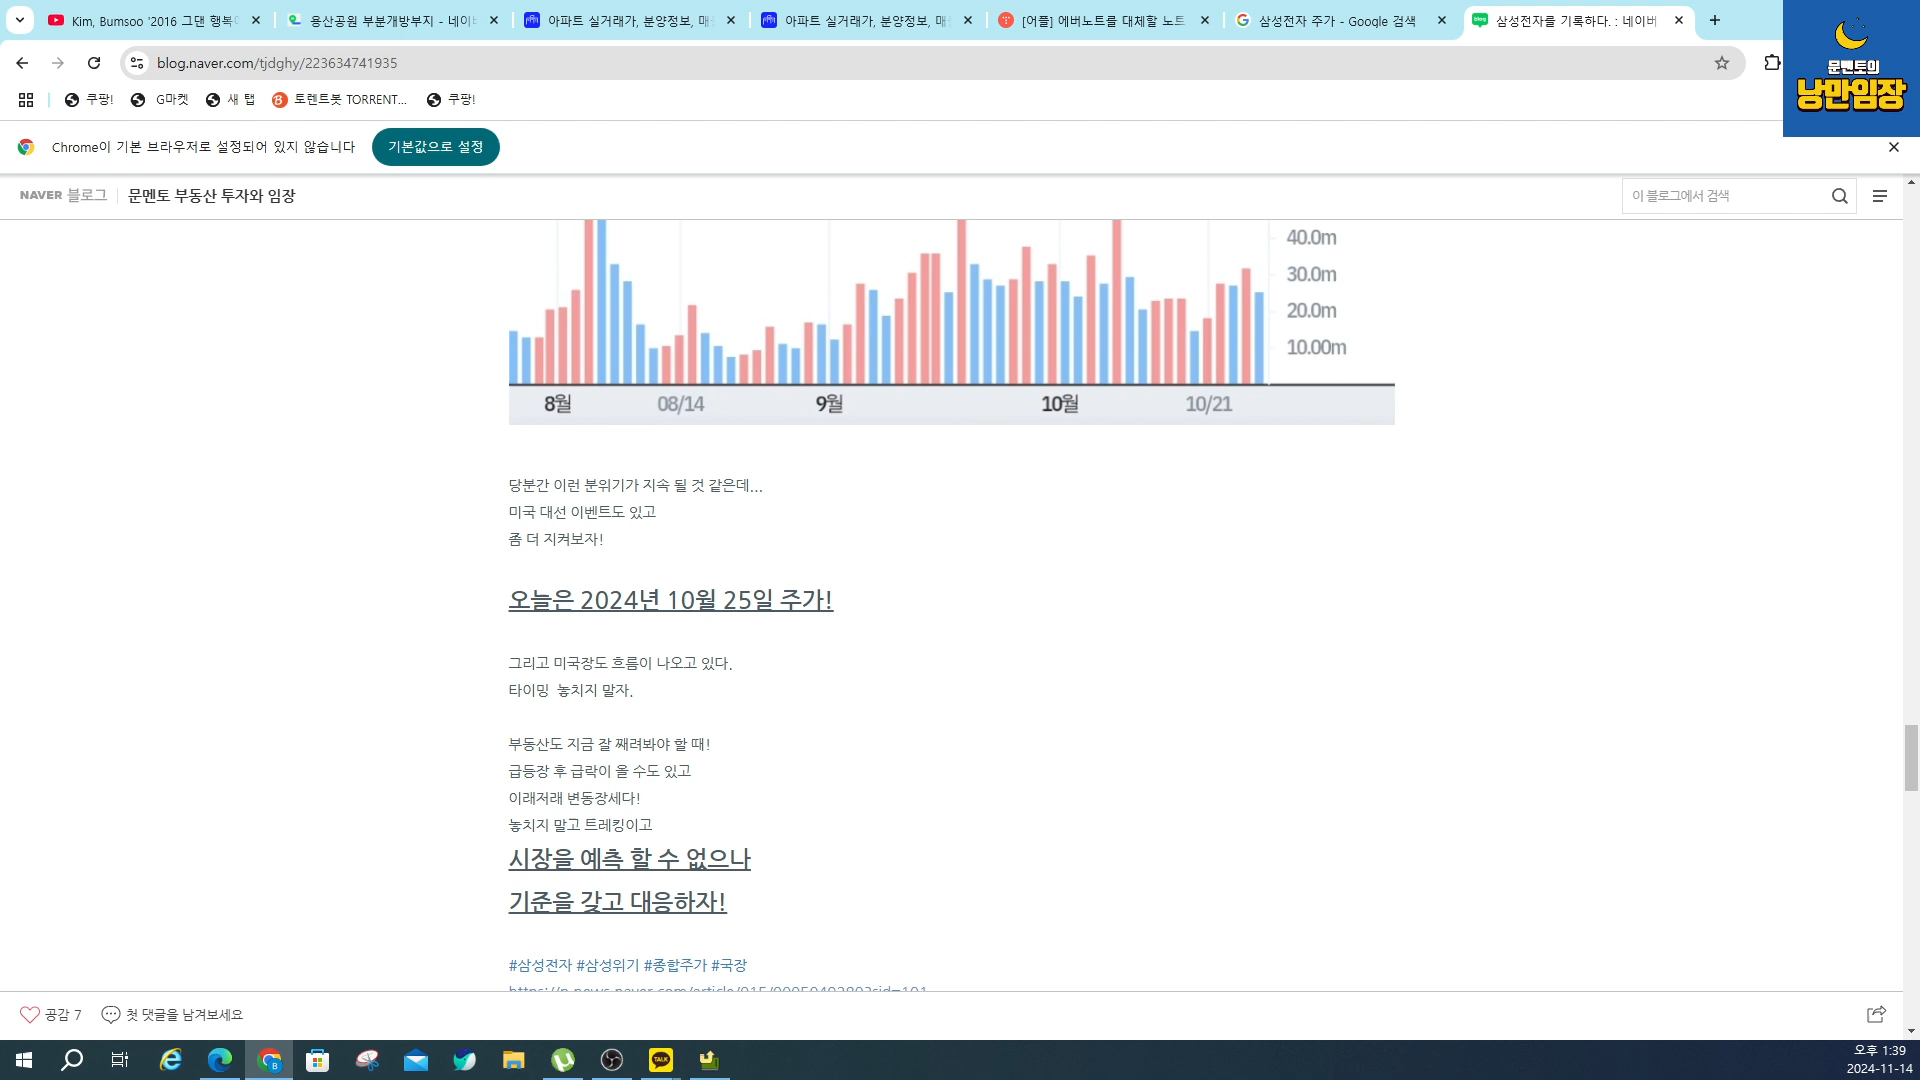 Kim, Bumsoo '2016 그댄 행복
용산공원 부분개방부지 - 네이
아파트 실거래가, 분양정보, 매
아파트 실거래가, 분양정보, 매
[어플] 에버노트를 대체할 노트
삼성전자 주가 - Google 검색
삼성전자를 기록하다. : 네이버
blog.naver.com/tjdghy/223634741935
쿠팡! G마켓 새 탭 토렌트봇 TORRENT... 쿠팡!
문멘토의
낭만임장
Chrome이 기본 브라우저로 설정되어 있지 않습니다 기본값으로 설정
NAVER 블로그 문멘토 부동산 투자와 임장 이 블로그에서 검색
40.0m
30.0m
20.0m
10.00m
8월 08/14 9월 10월 10/21
당분간 이런 분위기가 지속 될 것 같은데...
미국 대선 이벤트도 있고
좀 더 지켜보자!
오늘은 2024년 10월 25일 주가!
그리고 미국장도 흐름이 나오고 있다.
타이밍 놓치지 말자.
부동산도 지금 잘 째려봐야 할 때!
급등장 후 급락이 올 수도 있고
이래저래 변동장세다!
놓치지 말고 트레킹이고
시장을 예측 할 수 없으나
기준을 갖고 대응하자!
#삼성전자 #삼성위기 #종합주가 #국장
공감 7 첫 댓글을 남겨보세요
TALK
오후 1:39
2024-11-14